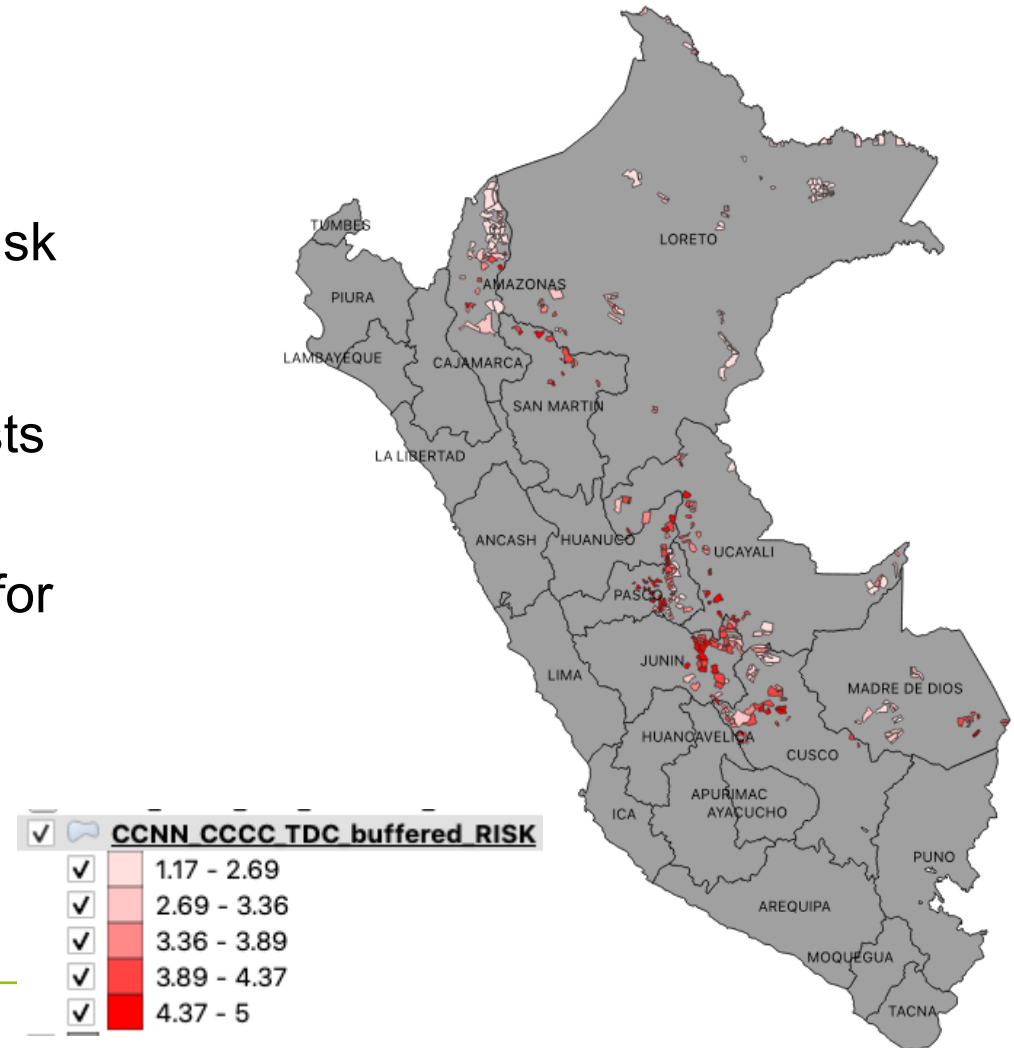 isk
sts
for
TUMBES
PIURA
LAMBAYEQUE
CAJAMARCA
AMAZONAS
LORETO
SAN MARTIN
LA LIBERTAD
ANCASH
HUANUCO
UCAYALI
PASCO
LIMA
JUNIN
MADRE DE DIOS
HUANCAVELICA
CUSCO
ICA
APURIMAC
AYACUCHO
PUNO
AREQUIPA
MOQUEGUA
TACNA
CCNN_CCCC_TDC_buffered_RISK
1.17 - 2.69
2.69 - 3.36
3.36 - 3.89
3.89 - 4.37
4.37 - 5